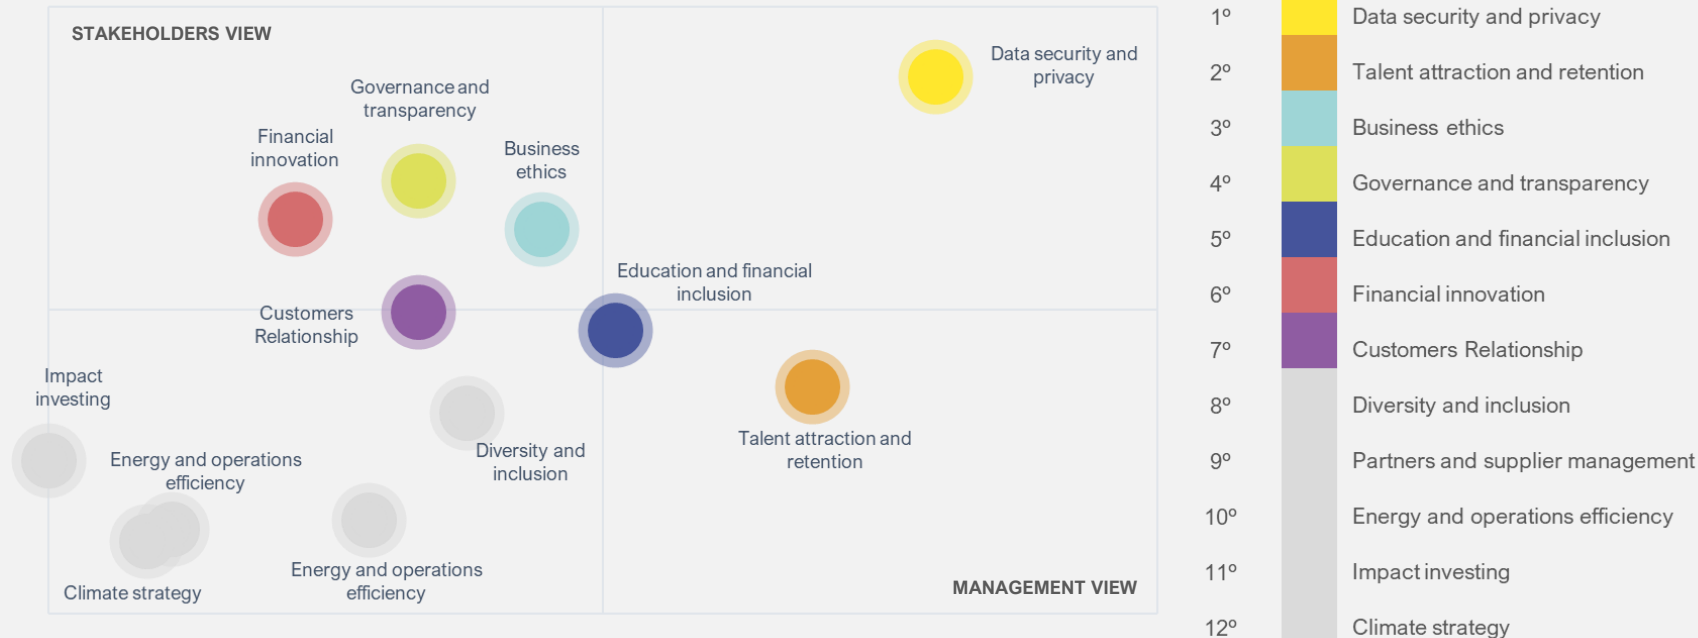 STAKEHOLDERS VIEW
Data security and
privacy
Governance and
transparency
Financial
innovation
Business
ethics
Education and financial
inclusion
Customers
Relationship
Impact
investing
Talent attraction and
retention
Diversity and
inclusion
Energy and operations
efficiency
Energy and operations
efficiency
Climate strategy
MANAGEMENT VIEW
1º Data security and privacy
2º Talent attraction and retention
3º Business ethics
4º Governance and transparency
5º Education and financial inclusion
6º Financial innovation
7º Customers Relationship
8º Diversity and inclusion
9º Partners and supplier management
10º Energy and operations efficiency
11º Impact investing
12º Climate strategy